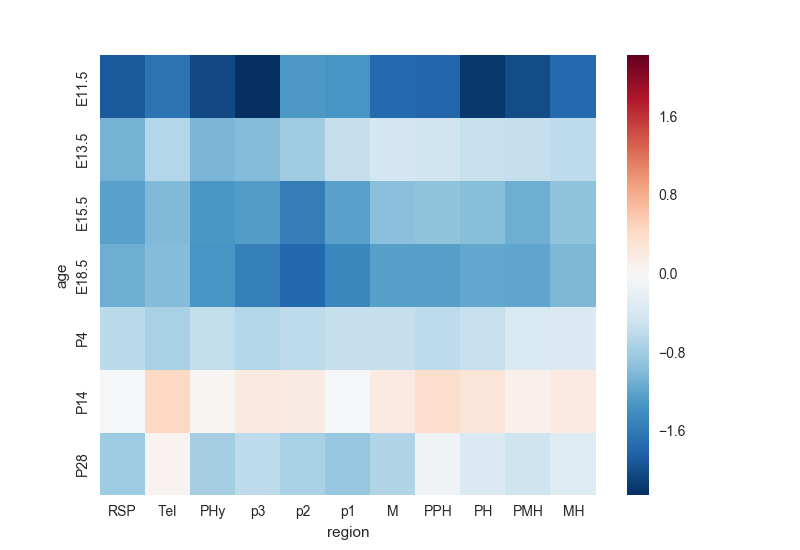 age
E11.5
E13.5
E15.5
E18.5
P4
P14
P28
RSP Tel PHy p3 p2 p1 M PPH PH PMH MH
region
1.6
0.8
0.0
−0.8
−1.6